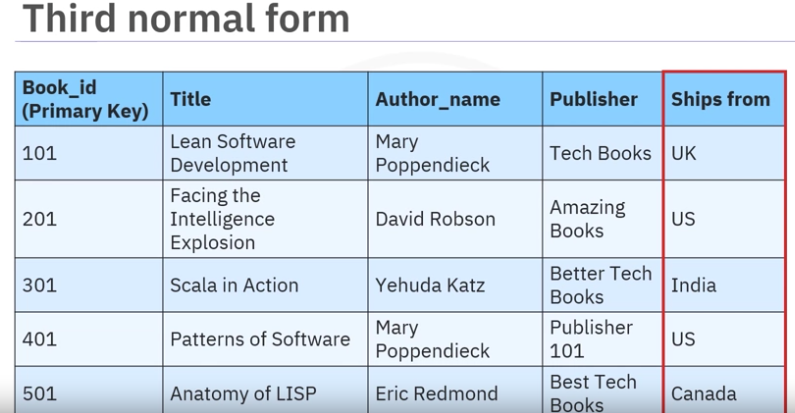 Third normal form
Book_id
(Primary Key)
Title
Author_name
Publisher
Ships from
101
Lean Software
Development
Mary
Poppendieck
Tech Books
UK
201
Facing the
Intelligence
Explosion
David Robson
Amazing
Books
US
301
Scala in Action
Yehuda Katz
Better Tech
Books
India
401
Patterns of Software
Mary
Poppendieck
Publisher
101
US
501
Anatomy of LISP
Eric Redmond
Best Tech
Books
Canada